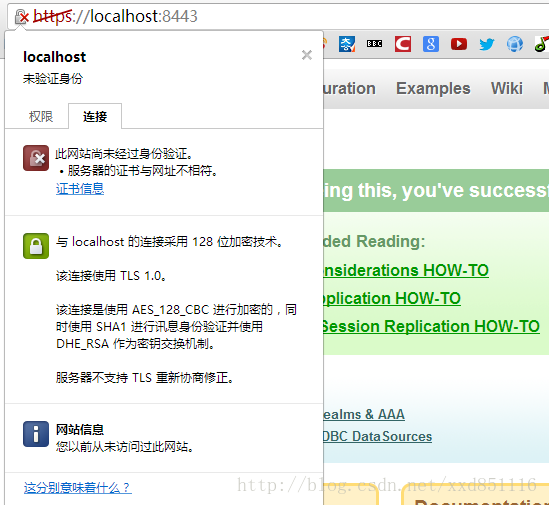 https://localhost:8443
BBC
uration Examples Wiki M
localhost
未验证身份
权限 连接
此网站尚未经过身份验证。
• 服务器的证书与网址不相符。
证书信息
ing this, you've successf
与 localhost 的连接采用 128 位加密技术。
该连接使用 TLS 1.0。
该连接是使用 AES_128_CBC 进行加密的，同
时使用 SHA1 进行讯息身份验证并使用
DHE_RSA 作为密钥交换机制。
服务器不支持 TLS 重新协商修正。
ded Reading:
nsiderations HOW-TO
pplication HOW-TO
Session Replication HOW-TO
网站信息
您以前从未访问过此网站。
ealms & AAA
DBC DataSources
这分别意味着什么？
http://blog.csdn.net/xxd851116